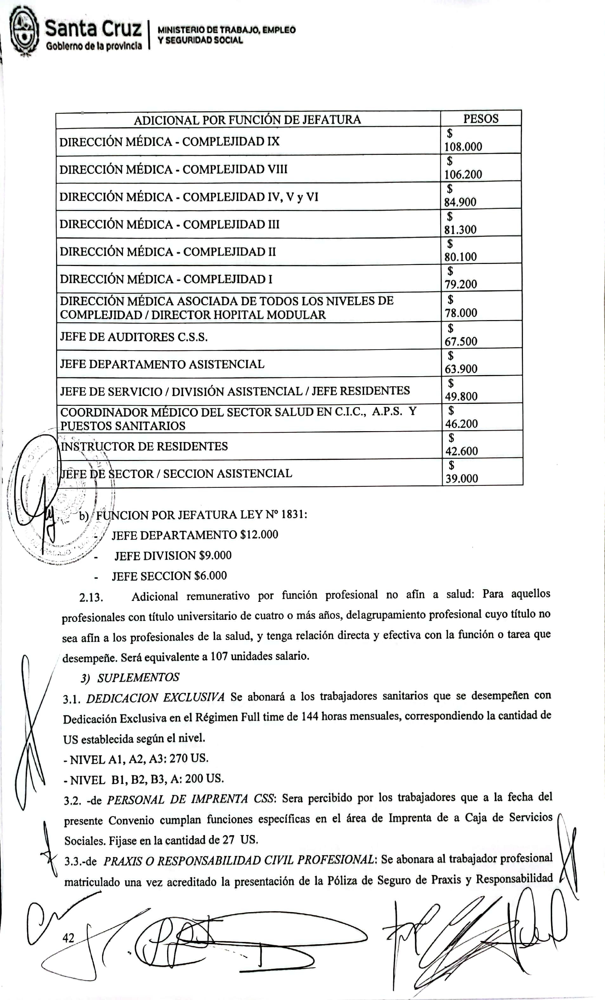 Santa Cruz
Gobierno de la provincia
MINISTERIO DE TRABAJO, EMPLEO
Y SEGURIDAD SOCIAL
ADICIONAL POR FUNCIÓN DE JEFATURA PESOS
DIRECCIÓN MÉDICA - COMPLEJIDAD IX $ 108.000
DIRECCIÓN MÉDICA - COMPLEJIDAD VIII $ 106.200
DIRECCIÓN MÉDICA - COMPLEJIDAD IV, V y VI $ 84.900
DIRECCIÓN MÉDICA - COMPLEJIDAD III $ 81.300
DIRECCIÓN MÉDICA - COMPLEJIDAD II $ 80.100
DIRECCIÓN MÉDICA - COMPLEJIDAD I $ 79.200
DIRECCIÓN MÉDICA ASOCIADA DE TODOS LOS NIVELES DE
COMPLEJIDAD / DIRECTOR HOPITAL MODULAR $ 78.000
JEFE DE AUDITORES C.S.S. $ 67.500
JEFE DEPARTAMENTO ASISTENCIAL $ 63.900
JEFE DE SERVICIO / DIVISIÓN ASISTENCIAL / JEFE RESIDENTES $ 49.800
COORDINADOR MÉDICO DEL SECTOR SALUD EN C.I.C., A.P.S. Y
PUESTOS SANITARIOS $ 46.200
INSTRUCTOR DE RESIDENTES $ 42.600
JEFE DE SECTOR / SECCION ASISTENCIAL $ 39.000
b) FUNCION POR JEFATURA LEY Nº 1831:
- JEFE DEPARTAMENTO $12.000
- JEFE DIVISION $9.000
- JEFE SECCION $6.000
2.13. Adicional remunerativo por función profesional no afín a salud: Para aquellos
profesionales con título universitario de cuatro o más años, delagrupamiento profesional cuyo título no
sea afín a los profesionales de la salud, y tenga relación directa y efectiva con la función o tarea que
desempeñe. Será equivalente a 107 unidades salario.
3) SUPLEMENTOS
3.1. DEDICACION EXCLUSIVA Se abonará a los trabajadores sanitarios que se desempeñen con
Dedicación Exclusiva en el Régimen Full time de 144 horas mensuales, correspondiendo la cantidad de
US establecida según el nivel.
- NIVEL A1, A2, A3: 270 US.
- NIVEL B1, B2, B3, A: 200 US.
3.2. -de PERSONAL DE IMPRENTA CSS: Sera percibido por los trabajadores que a la fecha del
presente Convenio cumplan funciones específicas en el área de Imprenta de a Caja de Servicios
Sociales. Fijase en la cantidad de 27 US.
3.3.-de PRAXIS O RESPONSABILIDAD CIVIL PROFESIONAL: Se abonara al trabajador profesional
matriculado una vez acreditado la presentación de la Póliza de Seguro de Praxis y Responsabilidad
42